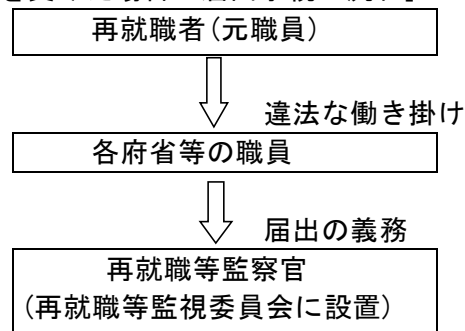 再就職者(元職員)
違法な働き掛け
各府省等の職員
届出の義務
再就職等監察官
(再就職等監視委員会に設置)